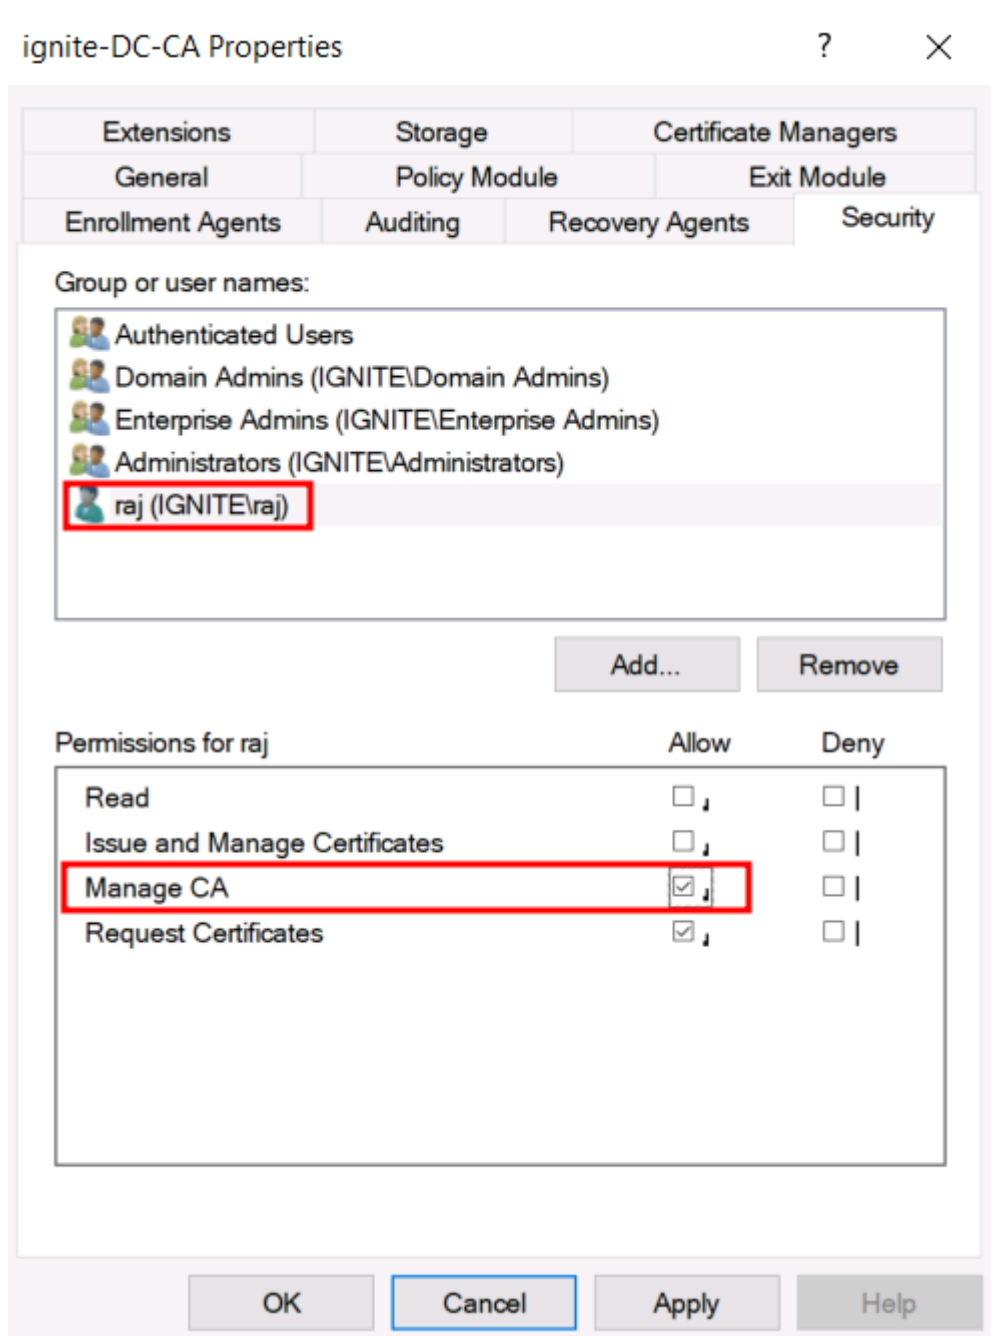 ignite-DC-CA Properties ?
Extensions Storage Certificate Managers
General Policy Module Exit Module
Enrollment Agents Auditing Recovery Agents Security
Group or user names:
Authenticated Users
Domain Admins (IGNITE\Domain Admins)
Enterprise Admins (IGNITE\Enterprise Admins)
Administrators (IGNITE\Administrators)
raj (IGNITE\raj)
Add... Remove
Permissions for raj Allow Deny
Read
Issue and Manage Certificates
Manage CA
Request Certificates
OK Cancel Apply Help